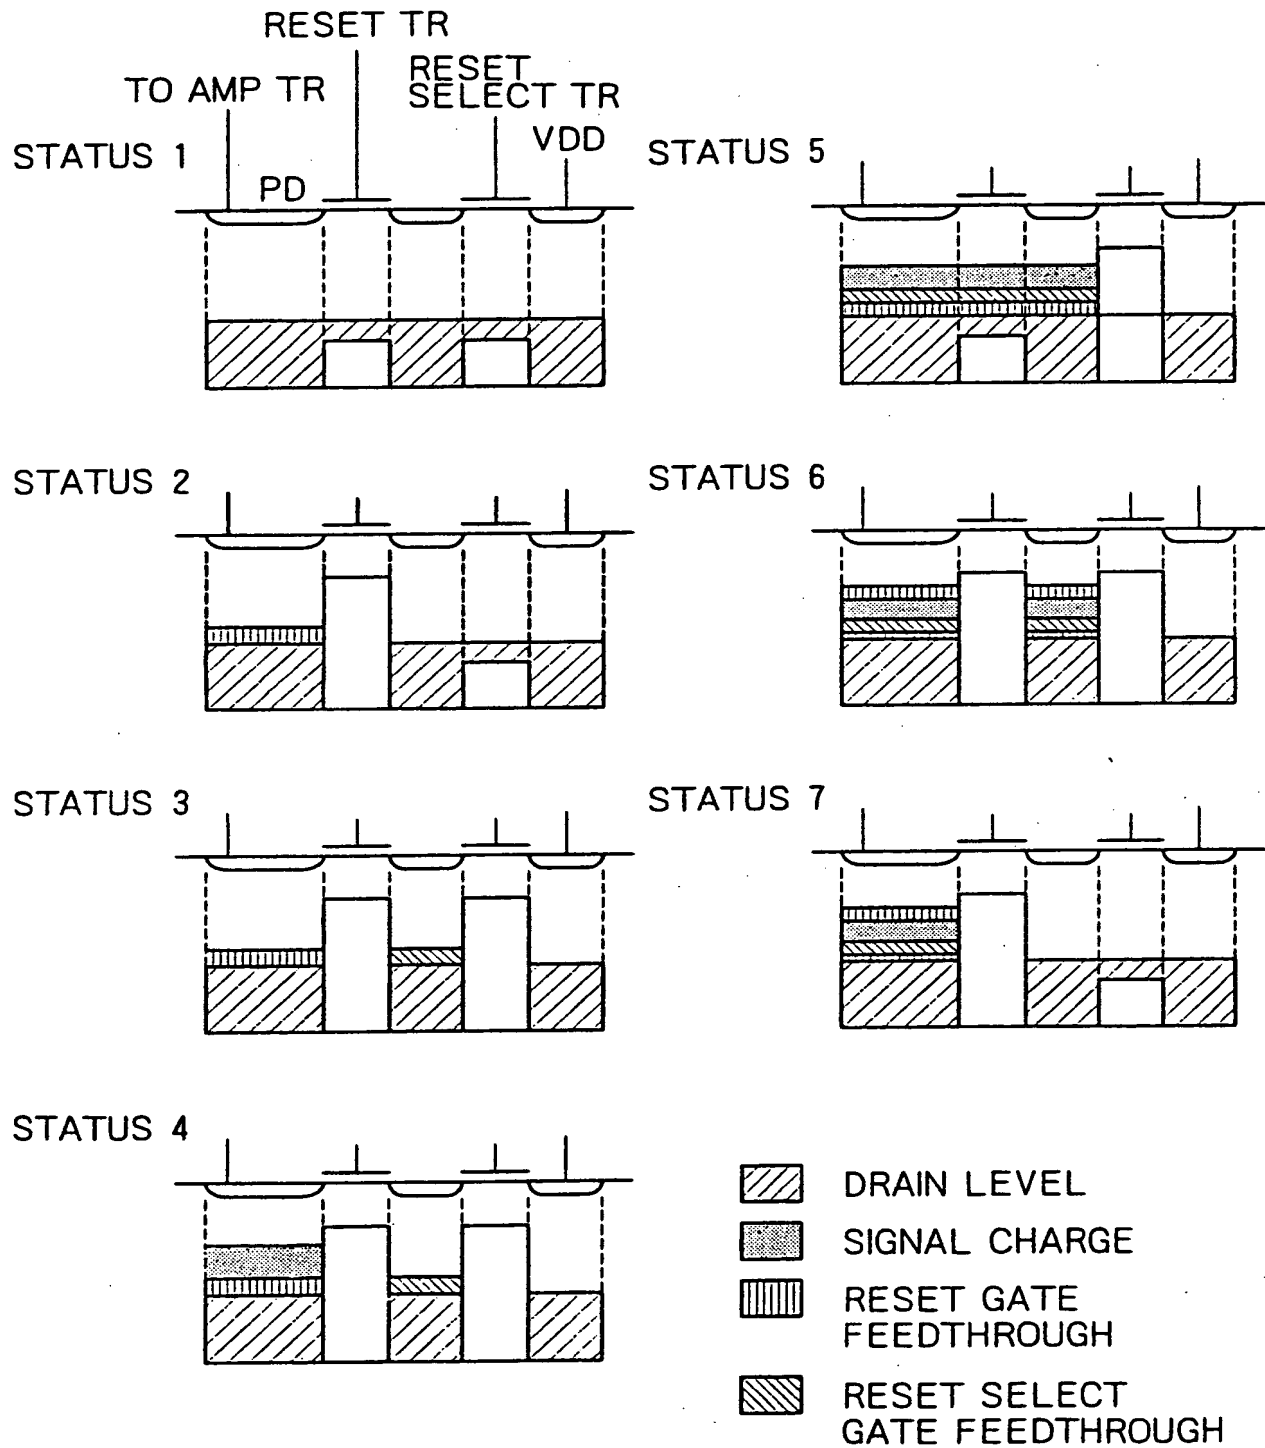 RESET TR
TO AMP TR
RESET
SELECT TR
VDD
PD
STATUS 1
STATUS 2
STATUS 3
STATUS 4
STATUS 5
STATUS 6
STATUS 7
DRAIN LEVEL
SIGNAL CHARGE
RESET GATE
FEEDTHROUGH
RESET SELECT
GATE FEEDTHROUGH